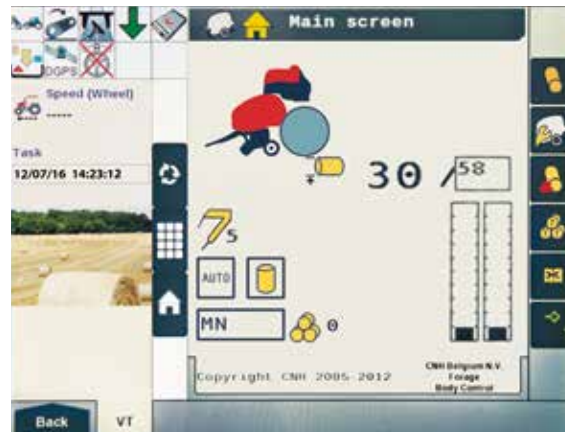 Main screen
DGPS
Speed (Wheel)
-----
Task
12/07/16 14:23:12
30 / 58
5
AUTO
MN
0
Copyright CNH 2005-2012
CNH Belgium N.V.
Forage
Body Control
Back
VT